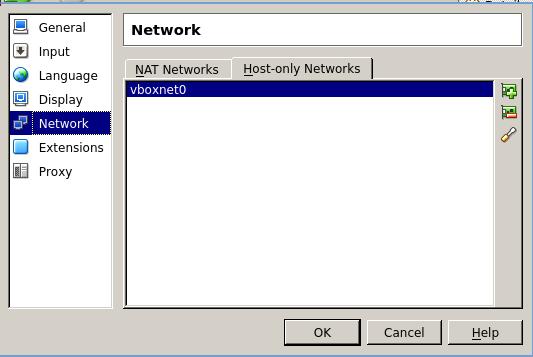 General
Input
Language
Display
Network
Extensions
Proxy
Network
NAT Networks
Host-only Networks
vboxnet0
OK
Cancel
Help